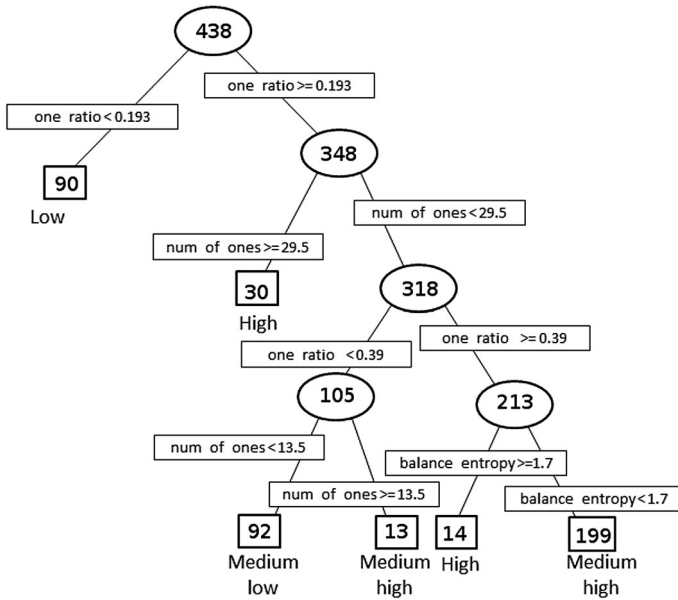 438
one ratio >= 0.193
one ratio < 0.193
348
90
Low
num of ones <29.5
num of ones >=29.5
30
High
318
one ratio >= 0.39
one ratio <0.39
105
213
num of ones <13.5
balance entropy >=1.7
num of ones >=13.5
balance entropy <1.7
92
13
14
199
Medium low
Medium high
High
Medium high